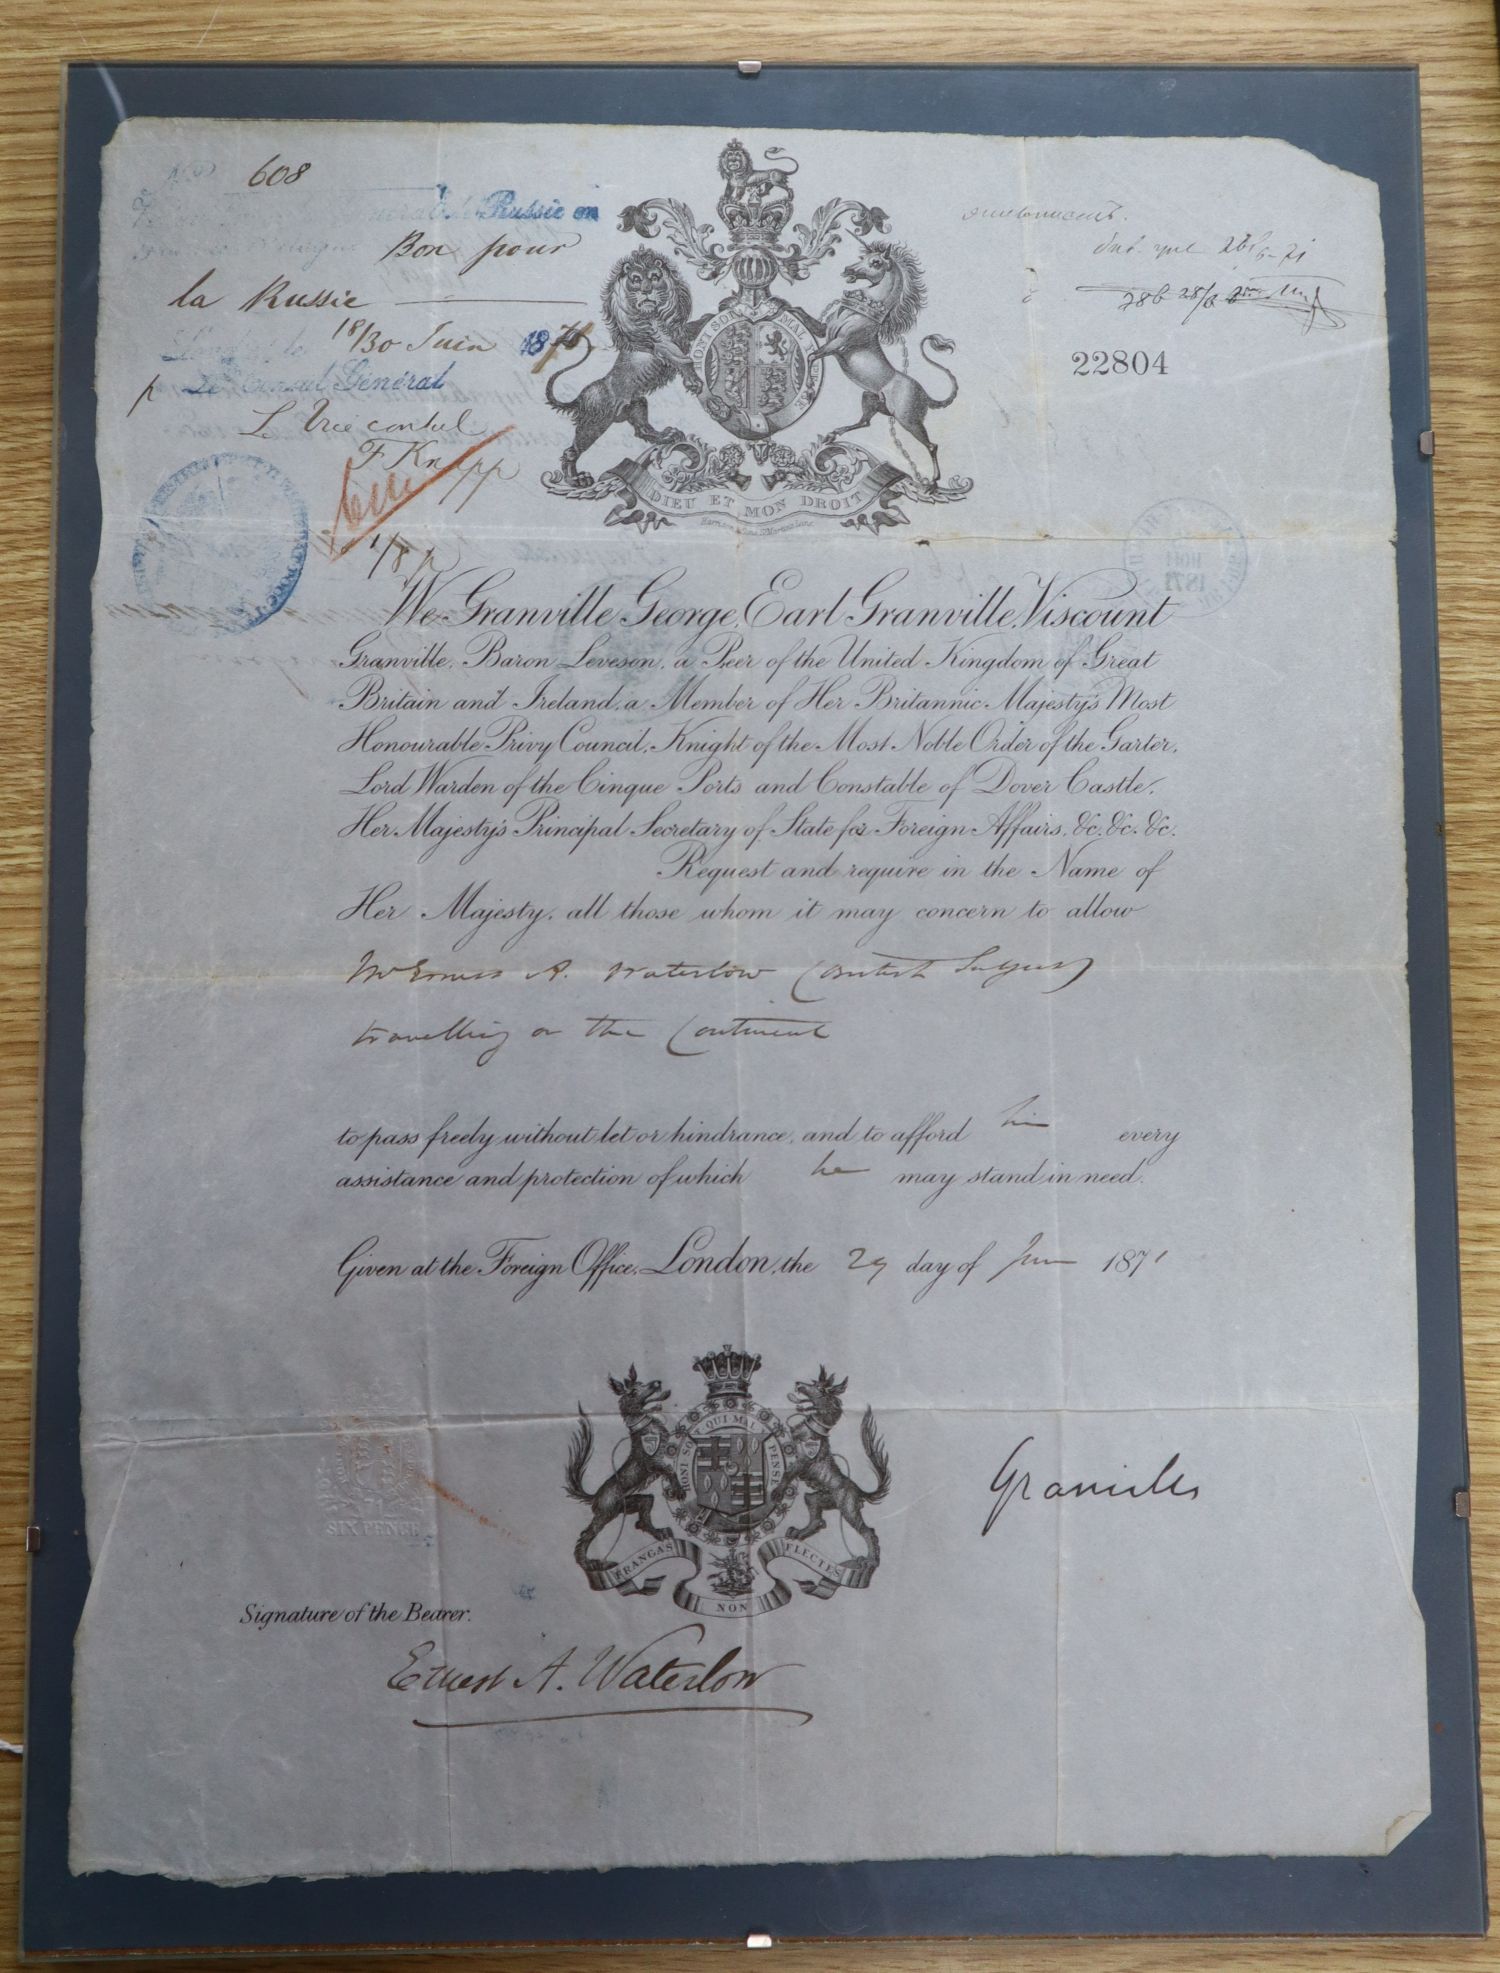 608
Russie en
Bon pour
la Russie
18/30 Juin 1871
Le Consul Général
p
Le Vice consul
F Knapp
1/8 p
22804
HONI SOIT QUI MAL Y PENSE
DIEU ET MON DROIT
We Granville George, Earl Granville, Viscount
Granville, Baron Leveson, a Peer of the United Kingdom of Great
Britain and Ireland, a Member of Her Britannic Majesty's Most
Honourable Privy Council, Knight of the Most Noble Order of the Garter,
Lord Warden of the Cinque Ports and Constable of Dover Castle,
Her Majesty's Principal Secretary of State for Foreign Affairs, &c. &c. &c.
Request and require in the Name of
Her Majesty, all those whom it may concern to allow
Mr Ernest A. Waterlow (British Subject)
travelling on the Continent
to pass freely without let or hindrance, and to afford him every
assistance and protection of which he may stand in need.
Given at the Foreign Office, London, the 29 day of June 1871
HONI SOIT QUI MAL Y PENSE
FRANGAS NON FLECTES
71
SIX PENCE
Granville
Signature of the Bearer.
Ernest A. Waterlow